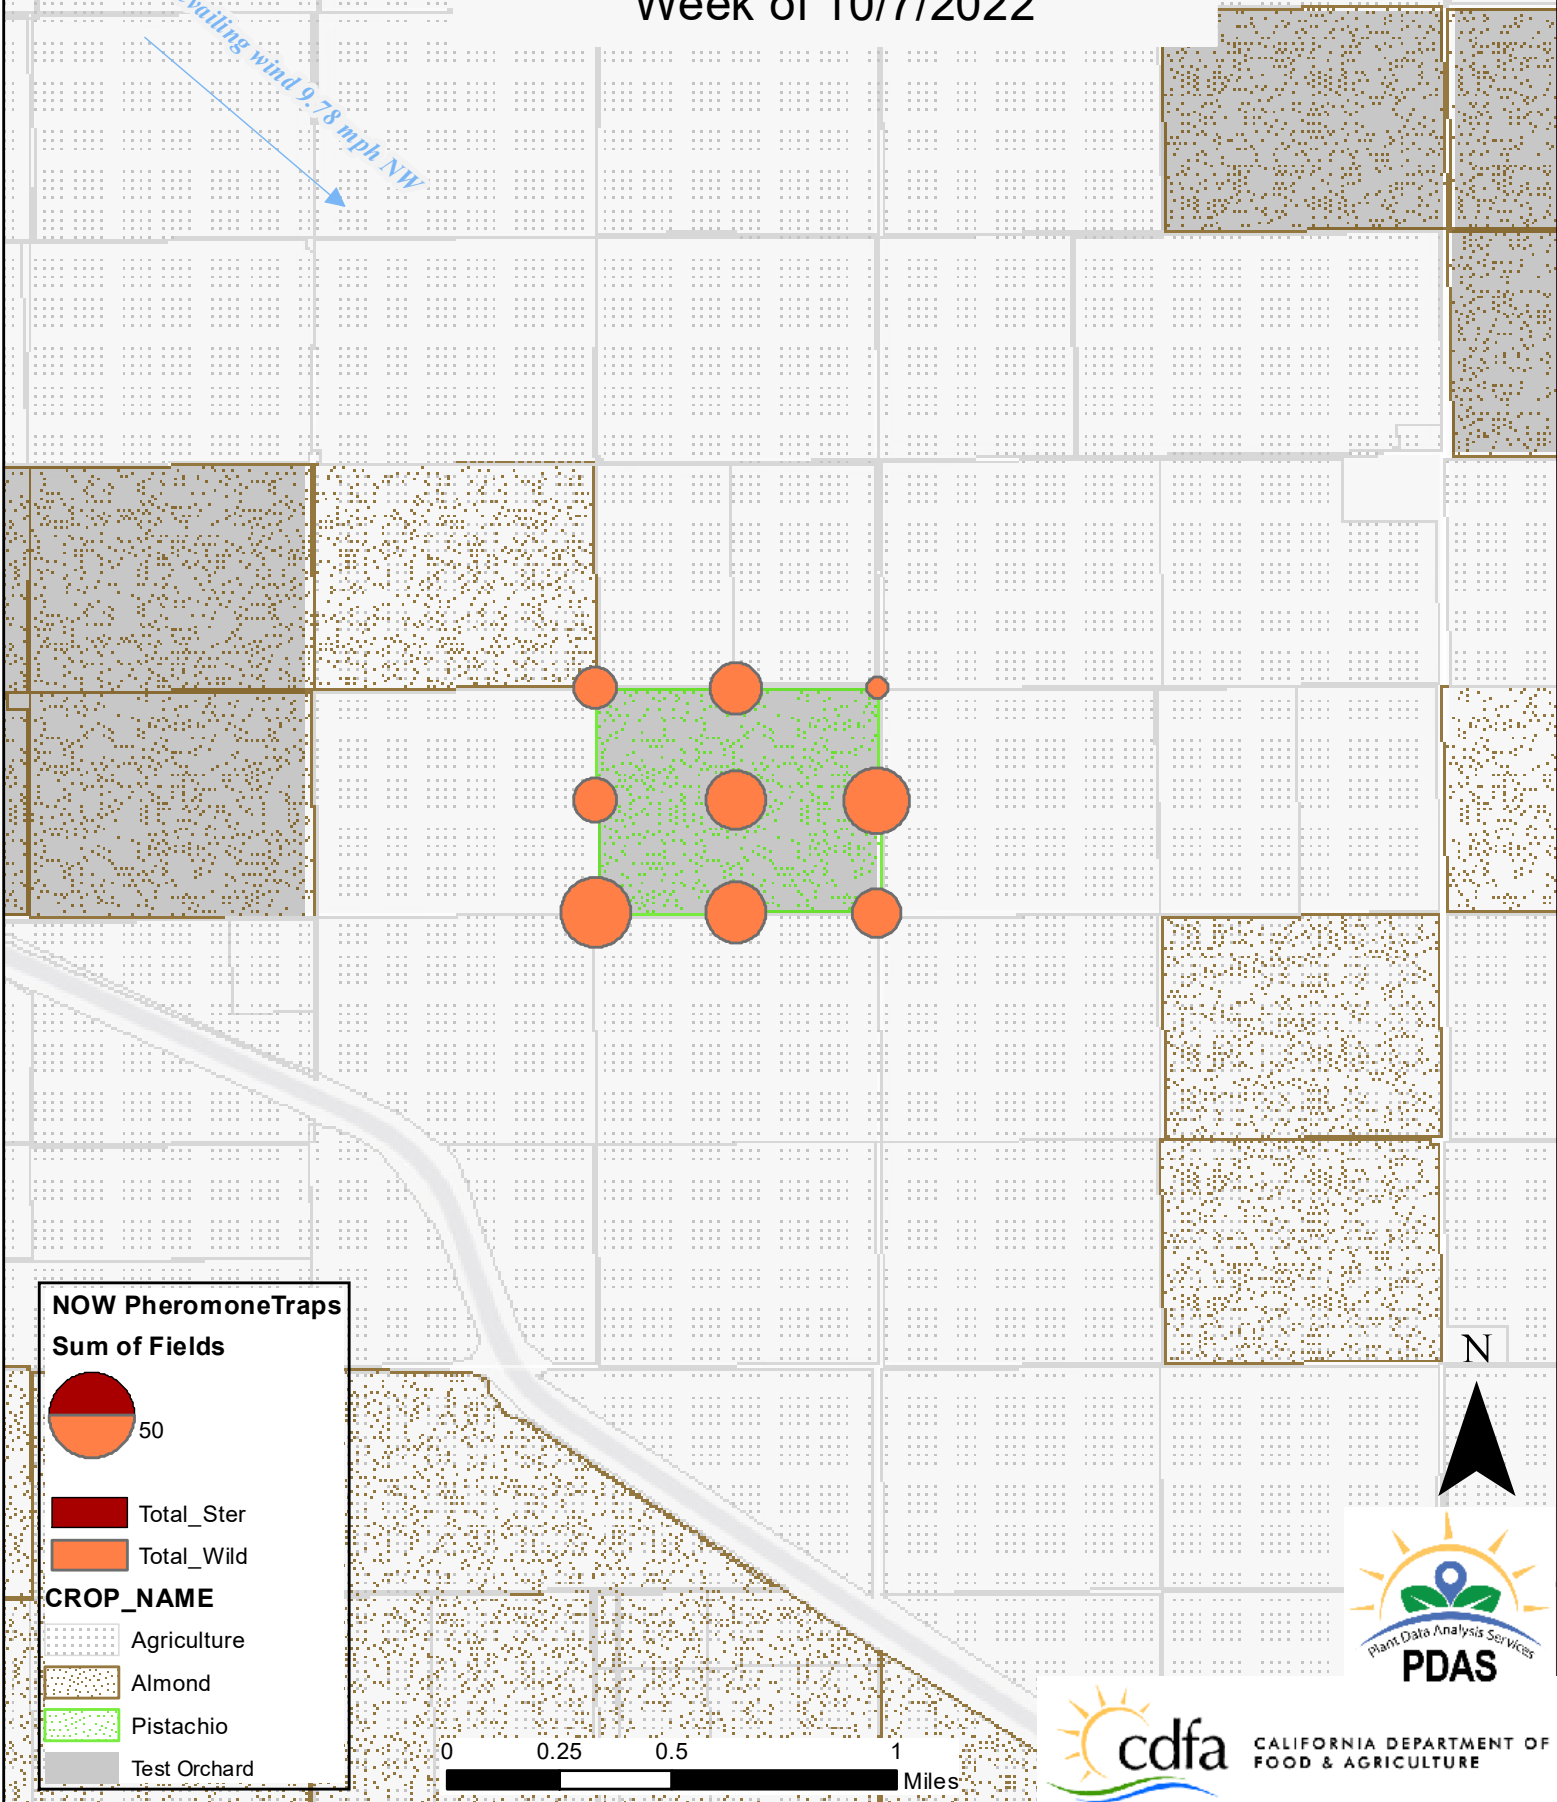 Week of 10/7/2022
wind 9.78 mph NW
NOW PheromoneTraps
Sum of Fields
50
Total_Ster
Total_Wild
CROP_NAME
Agriculture
Almond
Pistachio
Test Orchard
0 0.25 0.5 1
Miles
N
Plant Data Analysis Services
PDAS
cdfa
CALIFORNIA DEPARTMENT OF
FOOD & AGRICULTURE